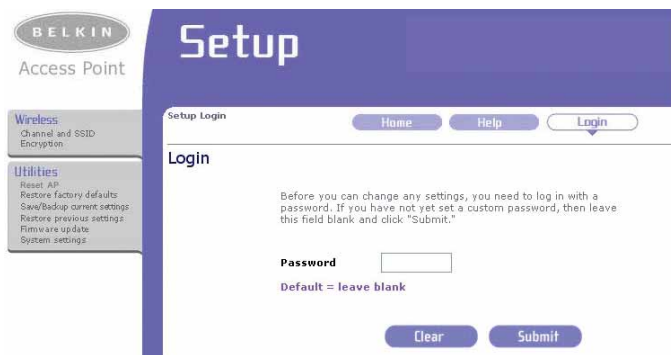 BELKIN
Access Point
Setup
Wireless
Channel and SSID
Encryption
Utilities
Reset AP
Restore factory defaults
Save/Backup current settings
Restore previous settings
Firmware update
System settings
Setup Login
Home
Help
Login
Login
Before you can change any settings, you need to log in with a
password. If you have not yet set a custom password, then leave
this field blank and click "Submit."
Password
Default = leave blank
Clear
Submit